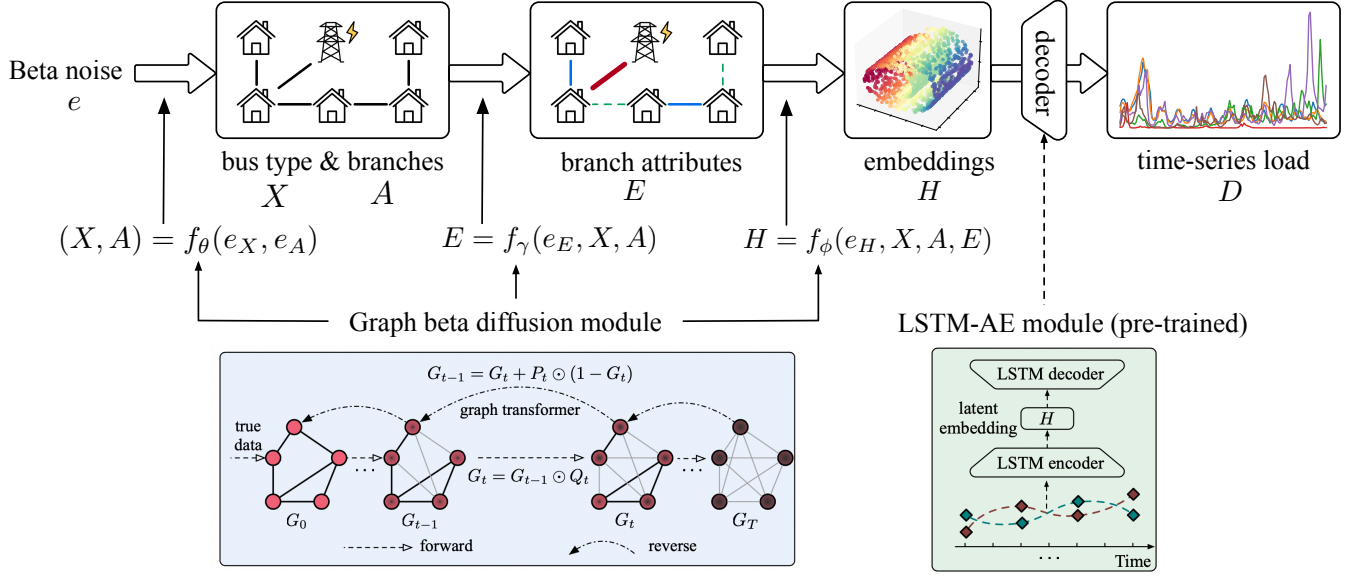 Beta noise
e
bus type & branches
X A
branch attributes
E
embeddings
H
decoder
time-series load
D
(X, A) = f_θ(e_X, e_A)
E = f_γ(e_E, X, A)
H = f_ϕ(e_H, X, A, E)
Graph beta diffusion module
LSTM-AE module (pre-trained)
G_{t-1} = G_t + P_t ⊙ (1 − G_t)
graph transformer
true
data
...
G_t = G_{t-1} ⊙ Q_t
...
G_0
G_{t-1}
G_t
G_T
forward
reverse
LSTM decoder
latent
embedding
H
LSTM encoder
...
Time